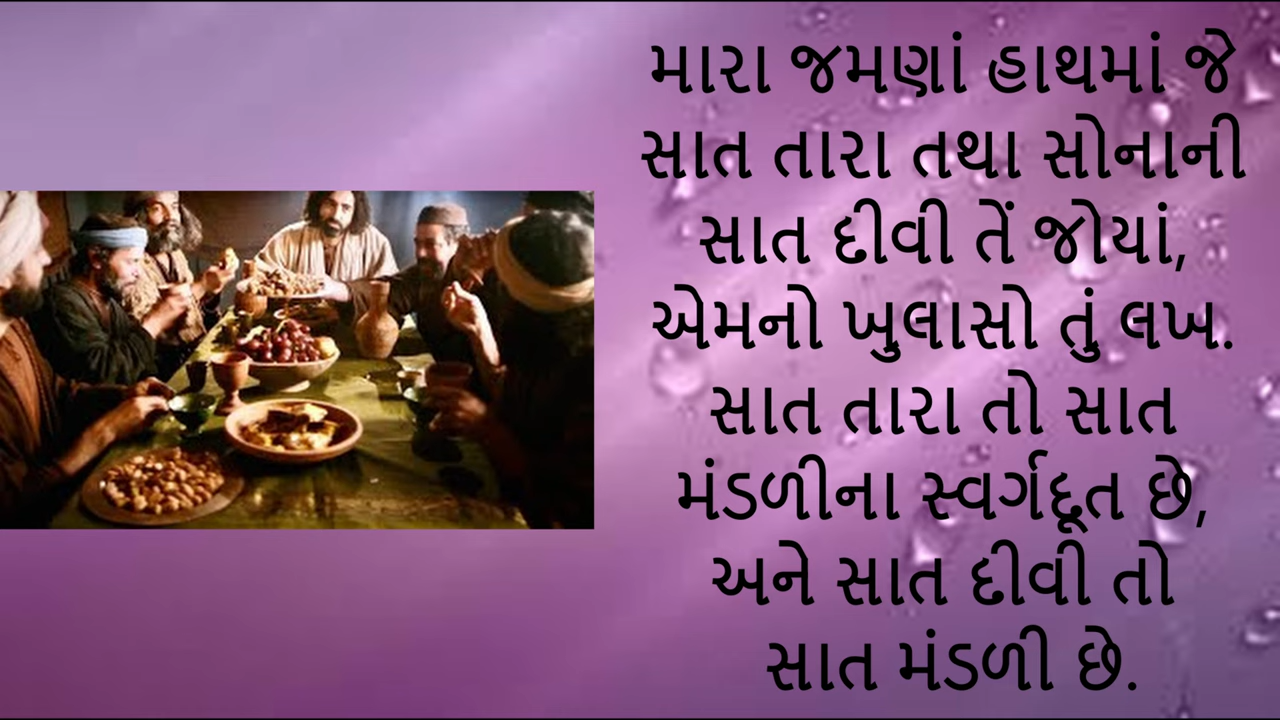 મારા જમણાં હાથમાં જે
સાત તારા તથા સોનાની
સાત દીવી તેં જોયાં,
એમનો ખુલાસો તું લખ.
સાત તારા તો સાત
મંડળીના સ્વર્ગદૂત છે,
અને સાત દીવી તો
સાત મંડળી છે.